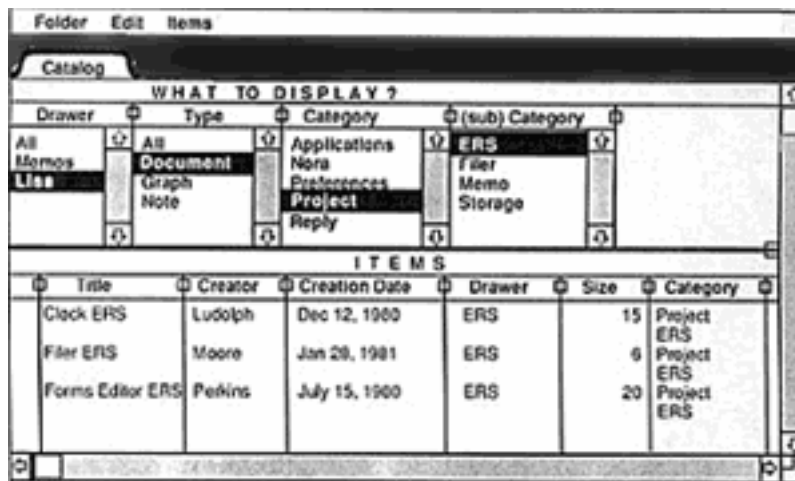 Folder Edit Items
Catalog
WHAT TO DISPLAY ?
Drawer Type Category (sub) Category
All All Applications ERS
Memos Document Nora Filer
Lisa Graph Preferences Memo
Note Project Storage
Reply
ITEMS
Title Creator Creation Date Drawer Size Category
Clock ERS Ludolph Dec 12, 1980 ERS 15 Project
ERS
Filer ERS Moore Jan 28, 1981 ERS 6 Project
ERS
Forms Editor ERS Perkins July 15, 1980 ERS 20 Project
ERS